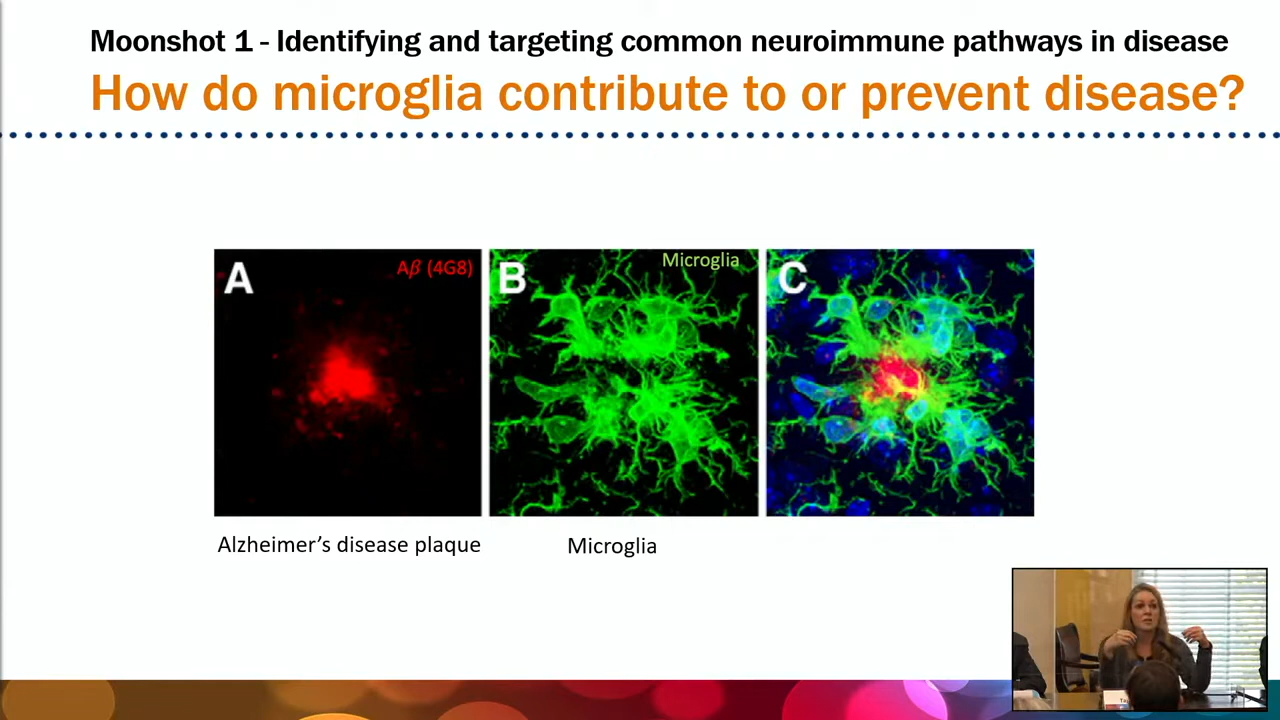 Moonshot 1 - Identifying and targeting common neuroimmune pathways in disease
How do microglia contribute to or prevent disease?
A
Aβ (4G8)
B
Microglia
C
Alzheimer's disease plaque
Microglia